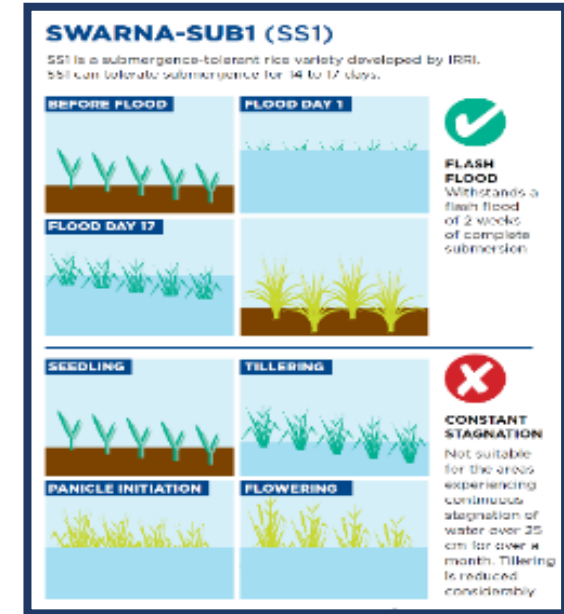 SWARNA-SUB1 (SS1)
SS1 is a submergence-tolerant rice variety developed by IRRI.
SS1 can tolerate submergence for 14 to 17 days.
BEFORE FLOOD
FLOOD DAY 1
FLOOD DAY 17
FLASH
FLOOD
Withstands a
flash flood
of 2 weeks
of complete
submersion
SEEDLING
TILLERING
PANICLE INITIATION
FLOWERING
CONSTANT
STAGNATION
Not suitable
for the areas
experiencing
continuous
stagnation of
water over 25
cm for over a
month. Tillering
is reduced
considerably